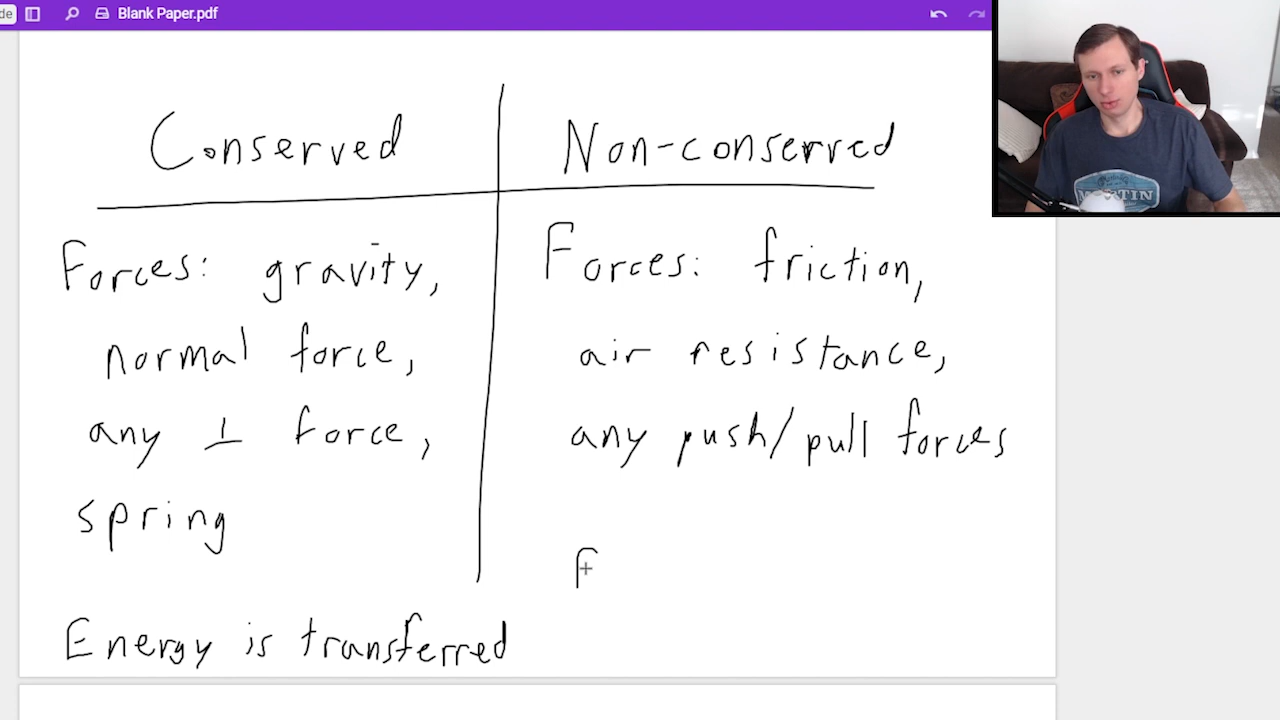 de
Blank Paper.pdf
Conserved
Non-conserved
Forces: gravity,
normal force,
any ⊥ force,
spring
Energy is transferred
Forces: friction,
air resistance,
any push/pull forces